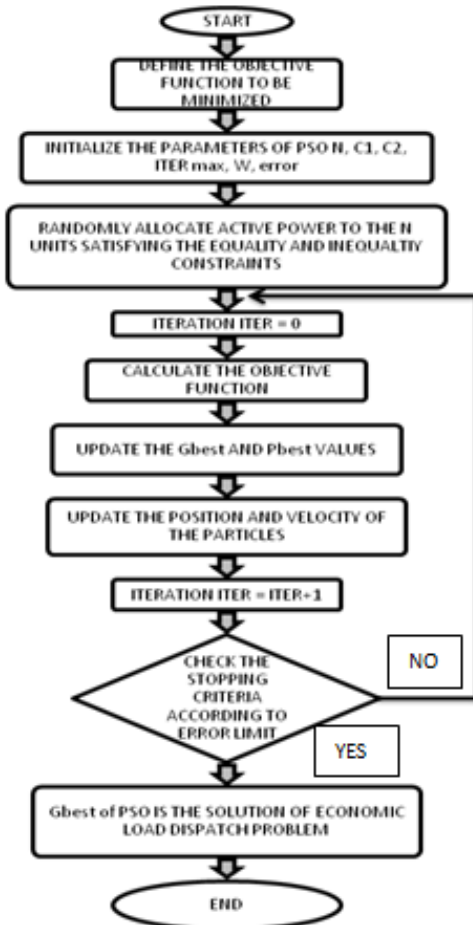 START
DEFINE THE OBJECTIVE
FUNCTION TO BE
MINIMIZED
INITIALIZE THE PARAMETERS OF PSO N, C1, C2,
ITER max, W, error
RANDOMLY ALLOCATE ACTIVE POWER TO THE N
UNITS SATISFYING THE EQUALITY AND INEQUALTIY
CONSTRAINTS
ITERATION ITER = 0
CALCULATE THE OBJECTIVE
FUNCTION
UPDATE THE Gbest AND Pbest VALUES
UPDATE THE POSITION AND VELOCITY OF
THE PARTICLES
ITERATION ITER = ITER+1
CHECK THE
STOPPING
CRITERIA
ACCORDING TO
ERROR LIMIT
NO
YES
Gbest of PSO IS THE SOLUTION OF ECONOMIC
LOAD DISPATCH PROBLEM
END